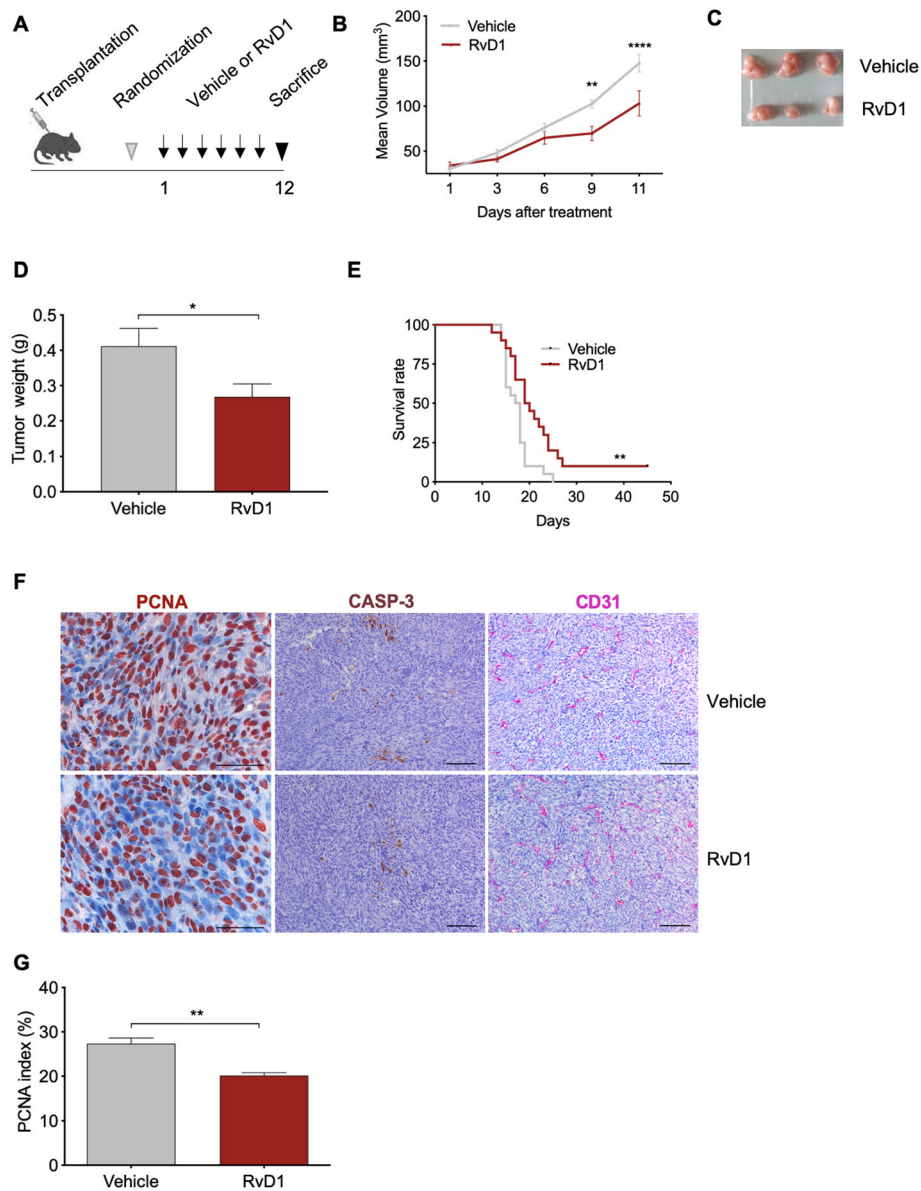 A
Transplantation
Randomization
Vehicle or RvD1
Sacrifice
1
12
B
Mean Volume (mm3)
200
150
100
50
Vehicle
RvD1
**
****
1 3 6 9 11
Days after treatment
C
Vehicle
RvD1
D
Tumor weight (g)
0.5
0.4
0.3
0.2
0.1
0.0
*
Vehicle RvD1
E
Survival rate
100
75
50
25
0
Vehicle
RvD1
**
0 10 20 30 40 50
Days
F
PCNA CASP-3 CD31
Vehicle
RvD1
G
PCNA index (%)
40
30
20
10
0
**
Vehicle RvD1